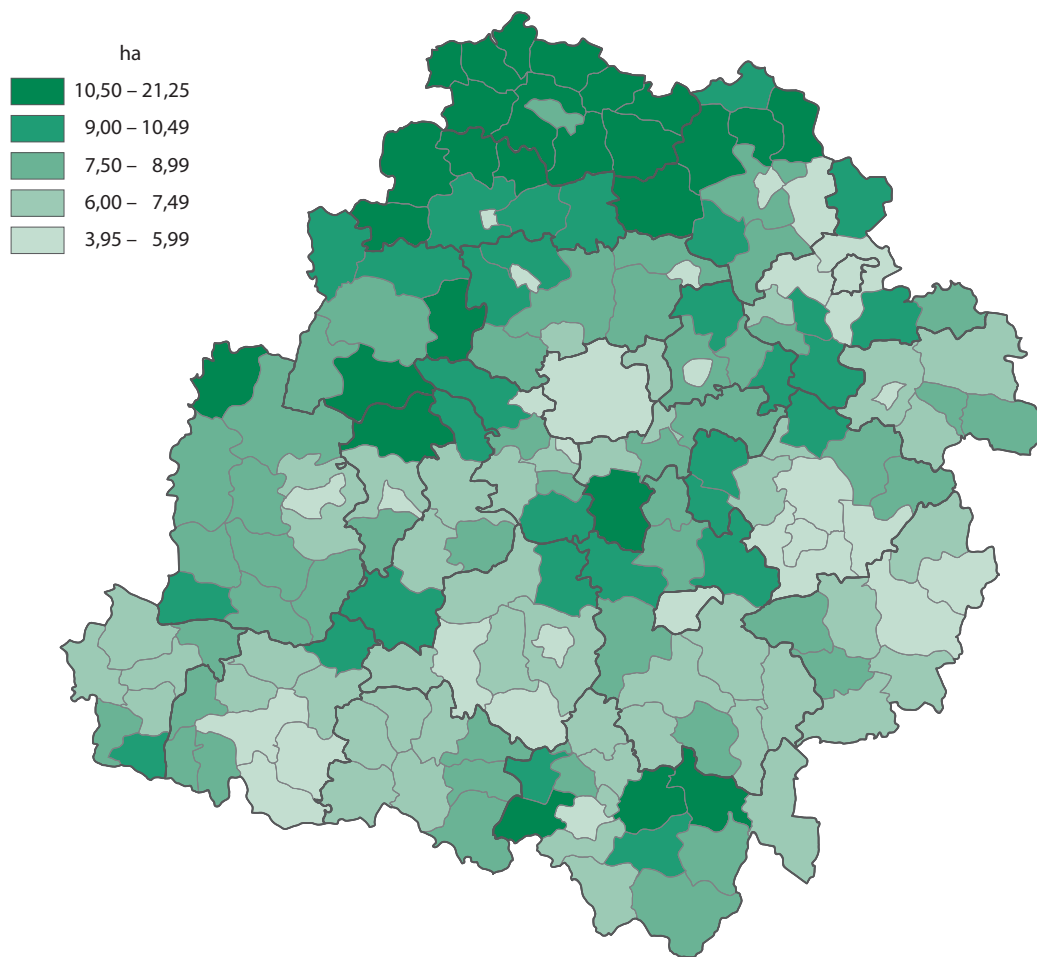 ha
10,50 – 21,25
9,00 – 10,49
7,50 – 8,99
6,00 – 7,49
3,95 – 5,99